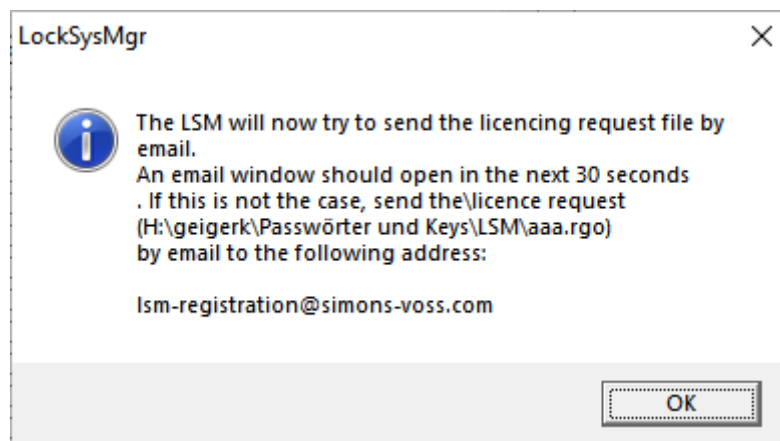 LockSysMgr
The LSM will now try to send the licencing request file by
email.
An email window should open in the next 30 seconds
. If this is not the case, send the\licence request
(H:\geigerk\Passwörter und Keys\LSM\aaa.rgo)
by email to the following address:
lsm-registration@simons-voss.com
OK